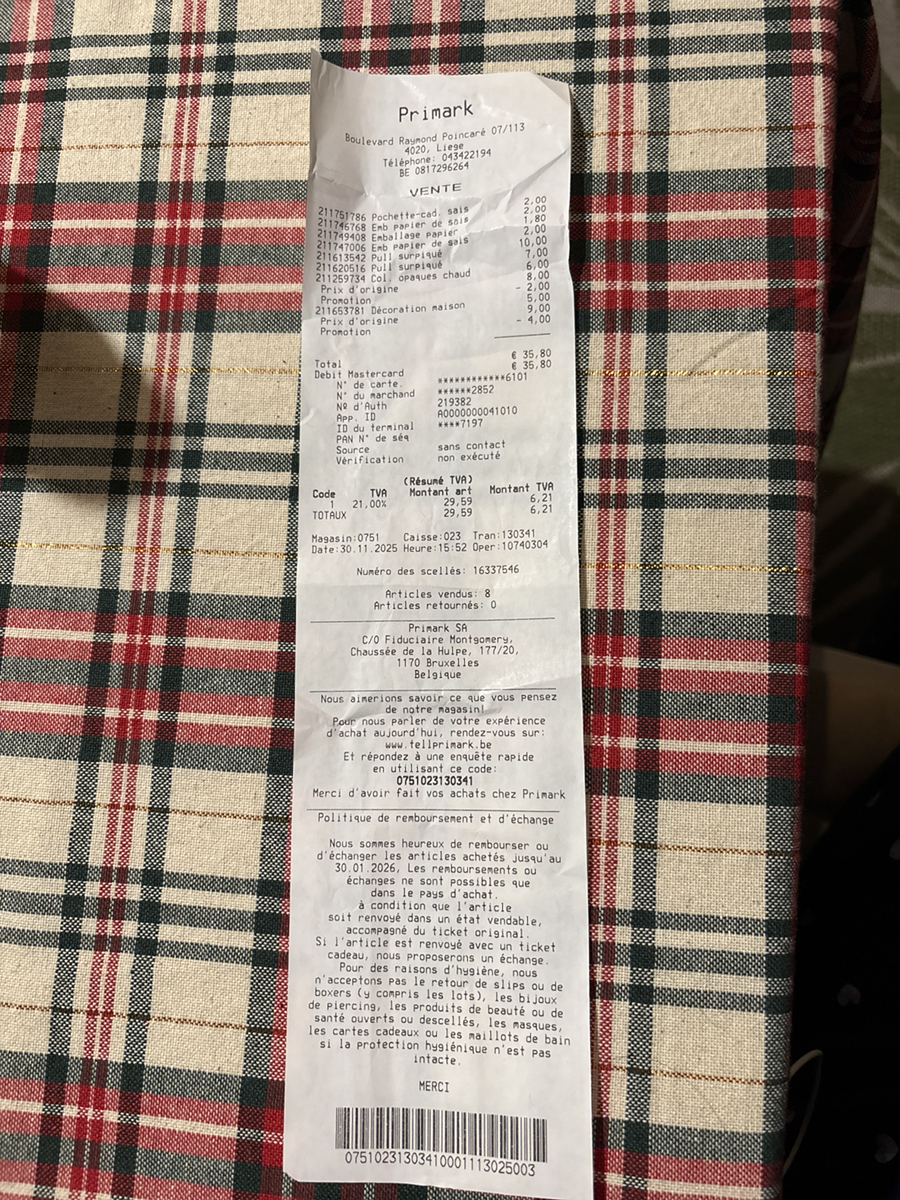 Primark
Boulevard Raymond Poincaré 07/113
4020, Liege
Téléphone: 043422194
BE 0817296264
VENTE
211751786 Pochette-cad. sais 2,00
211746768 Emb papier de sais 2,00
211749408 Emballage papier 1,80
211747006 Emb papier de sais 2,00
211613542 Pull surpiqué 10,00
211620516 Pull surpiqué 7,00
211259734 Col. opaques chaud 6,00
Prix d'origine 8,00
Promotion - 2,00
211653781 Décoration maison 5,00
Prix d'origine 9,00
Promotion - 4,00
Total € 35,80
Debit Mastercard € 35,80
N° de carte. ************6101
N° du marchand ******2852
Nº d'Auth 219382
App. ID A0000000041010
ID du terminal ****7197
PAN N° de séq
Source sans contact
Vérification non exécuté
(Résumé TVA)
Code TVA Montant art Montant TVA
1 21,00% 29,59 6,21
TOTAUX 29,59 6,21
Magasin:0751 Caisse:023 Tran:130341
Date:30.11.2025 Heure:15:52 Oper:10740304
Numéro des scellés: 16337546
Articles vendus: 8
Articles retournés: 0
Primark SA
C/O Fiduciaire Montgomery,
Chaussée de la Hulpe, 177/20,
1170 Bruxelles
Belgique
Nous aimerions savoir ce que vous pensez
de notre magasin!
Pour nous parler de votre expérience
d'achat aujourd'hui, rendez-vous sur:
www.tellprimark.be
Et répondez à une enquête rapide
en utilisant ce code:
0751023130341
Merci d'avoir fait vos achats chez Primark
Politique de remboursement et d'échange
Nous sommes heureux de rembourser ou
d'échanger les articles achetés jusqu'au
30.01.2026, Les remboursements ou
échanges ne sont possibles que
dans le pays d'achat.
à condition que l'article
soit renvoyé dans un état vendable,
accompagné du ticket original.
Si l'article est renvoyé avec un ticket
cadeau, nous proposerons un échange.
Pour des raisons d'hygiène, nous
n'acceptons pas le retour de slips ou de
boxers (y compris les lots), les bijoux
de piercing, les produits de beauté ou de
santé ouverts ou descellés, les masques,
les cartes cadeaux ou les maillots de bain
si la protection hygiénique n'est pas
intacte.
MERCI
07510231303410001113025003